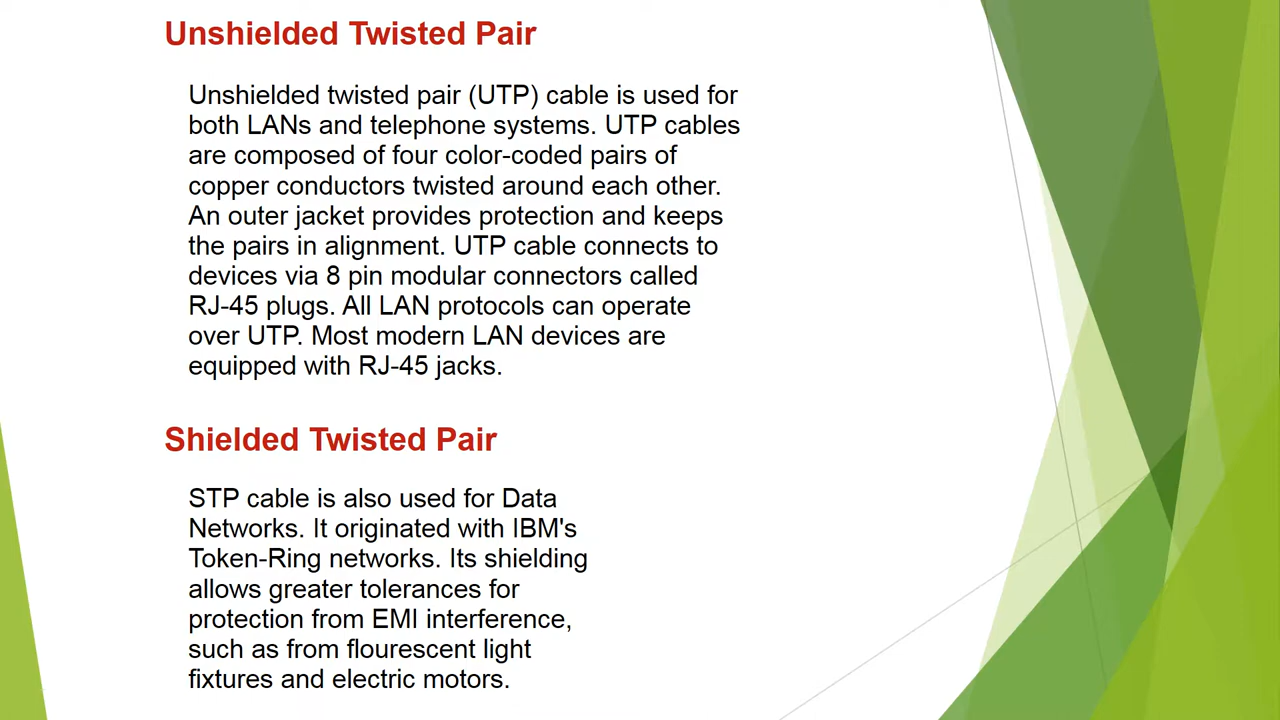 Unshielded Twisted Pair
Unshielded twisted pair (UTP) cable is used for
both LANs and telephone systems. UTP cables
are composed of four color-coded pairs of
copper conductors twisted around each other.
An outer jacket provides protection and keeps
the pairs in alignment. UTP cable connects to
devices via 8 pin modular connectors called
RJ-45 plugs. All LAN protocols can operate
over UTP. Most modern LAN devices are
equipped with RJ-45 jacks.
Shielded Twisted Pair
STP cable is also used for Data
Networks. It originated with IBM's
Token-Ring networks. Its shielding
allows greater tolerances for
protection from EMI interference,
such as from flourescent light
fixtures and electric motors.